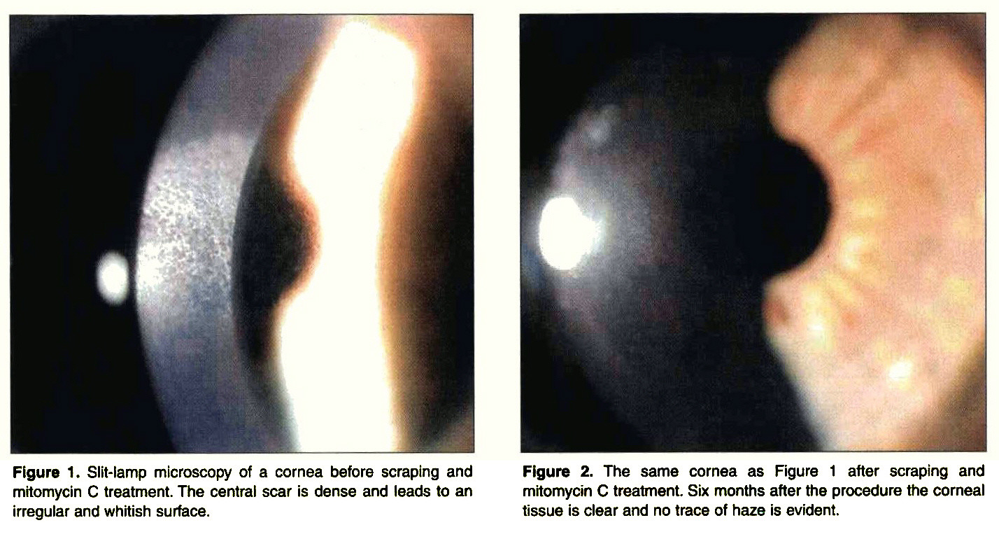 Figure 1. Slit-lamp microscopy of a cornea before scraping and
mitomycin C treatment. The central scar is dense and leads to an
irregular and whitish surface.
Figure 2. The same cornea as Figure 1 after scraping and
mitomycin C treatment. Six months after the procedure the corneal
tissue is clear and no trace of haze is evident.